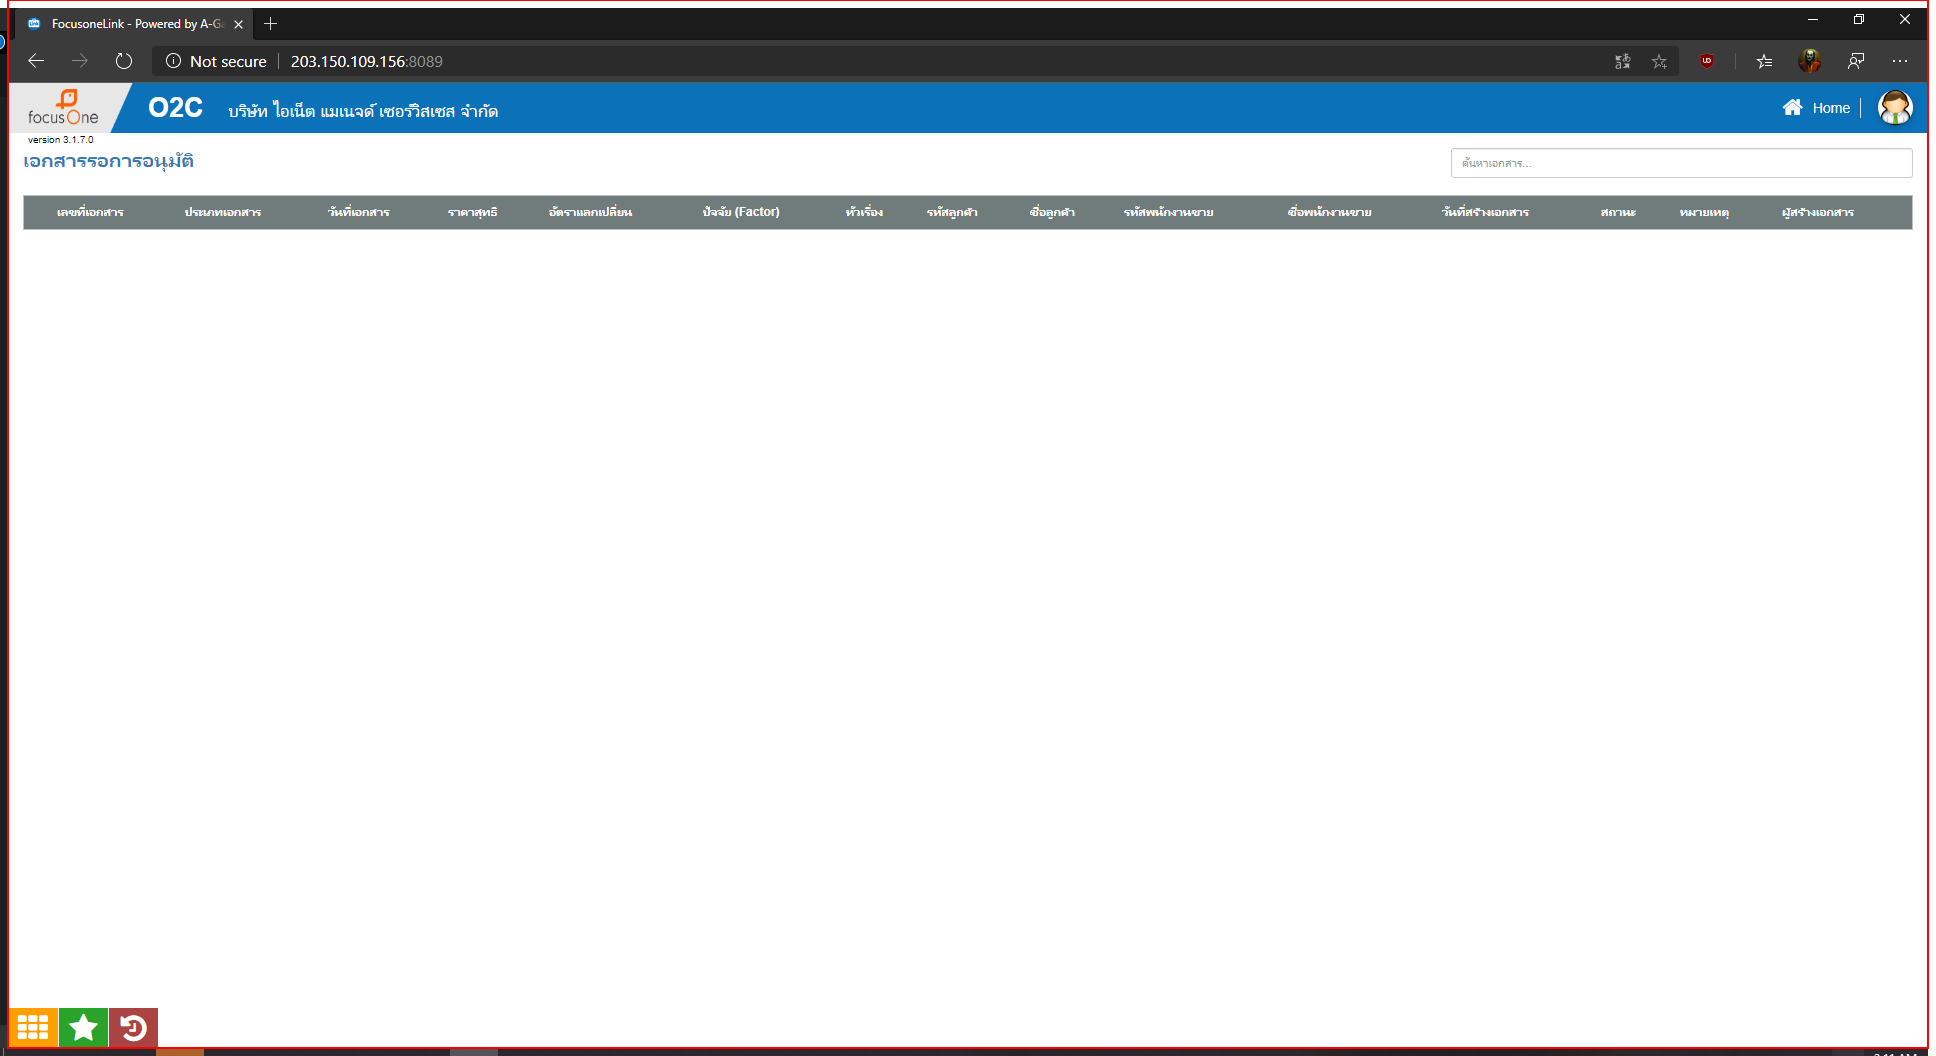 FocusoneLink - Powered by A-G
Not secure 203.150.109.156:8089
focusOne
O2C บริษัท ไอเน็ต แมเนจด์ เซอร์วิสเซส จำกัด
Home
version 3.1.7.0
เอกสารรอการอนุมัติ
ค้นหาเอกสาร...
เลขที่เอกสาร ประเภทเอกสาร วันที่เอกสาร ราคาสุทธิ อัตราแลกเปลี่ยน ปัจจัย (Factor) หัวเรื่อง รหัสลูกค้า ชื่อลูกค้า รหัสพนักงานขาย ชื่อพนักงานขาย วันที่สร้างเอกสาร สถานะ หมายเหตุ ผู้สร้างเอกสาร